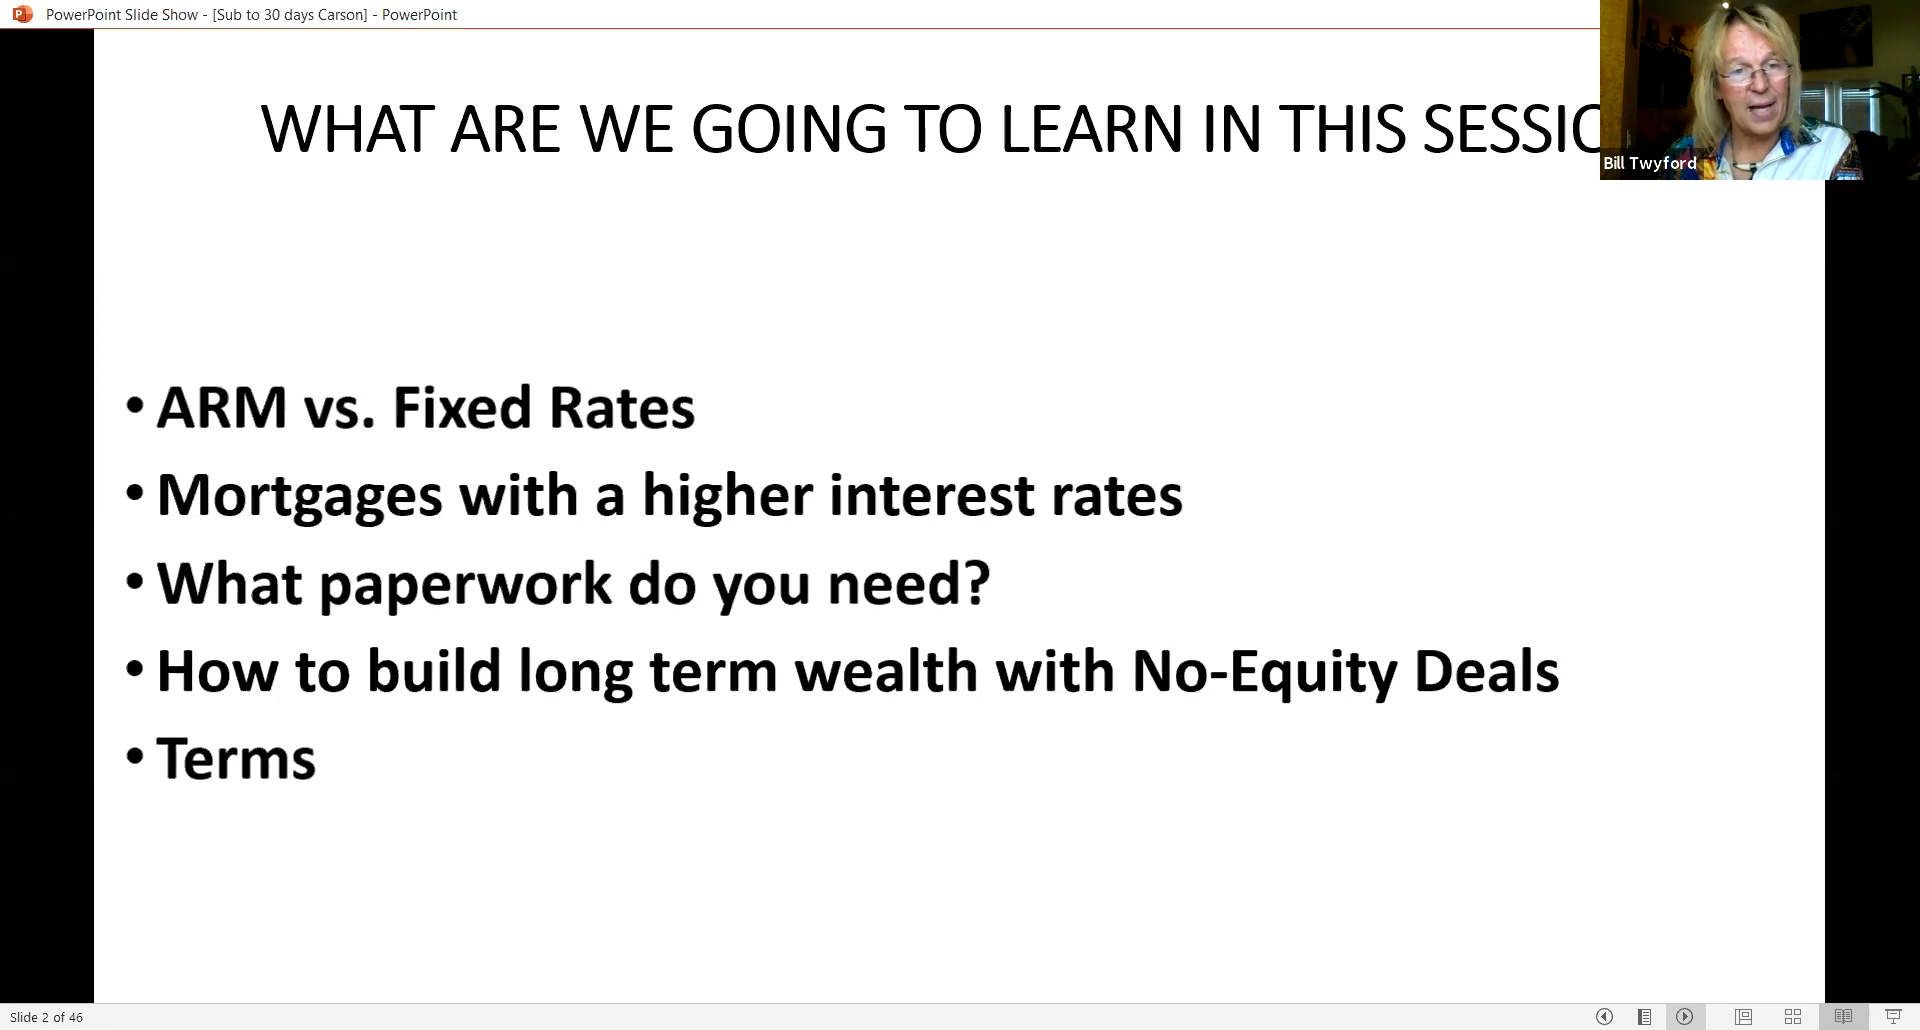 PowerPoint Slide Show - [Sub to 30 days Carson] - PowerPoint
WHAT ARE WE GOING TO LEARN IN THIS SESSIO
Bill Twyford
• ARM vs. Fixed Rates
• Mortgages with a higher interest rates
• What paperwork do you need?
• How to build long term wealth with No-Equity Deals
• Terms
Slide 2 of 46